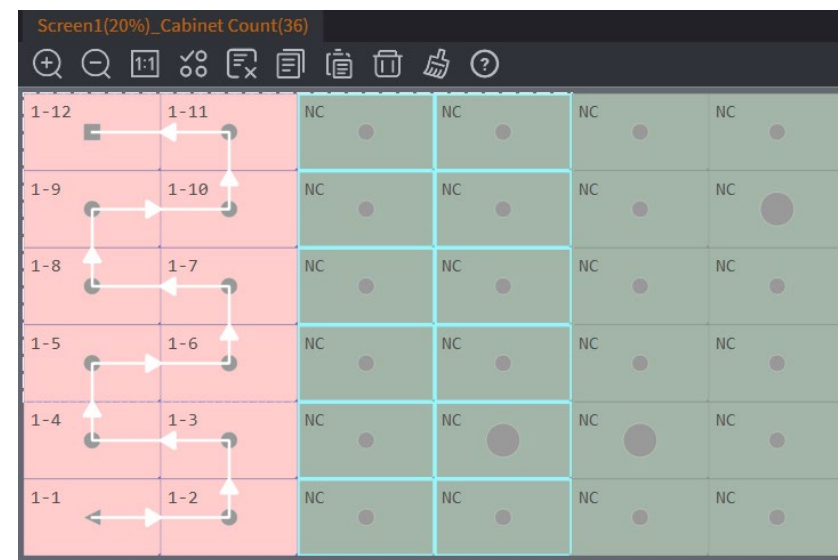 Screen1(20%)_Cabinet Count(36)
1:1 ?
1-12 1-11 NC NC NC NC
1-9 1-10 NC NC NC NC
1-8 1-7 NC NC NC NC
1-5 1-6 NC NC NC NC
1-4 1-3 NC NC NC NC
1-1 1-2 NC NC NC NC